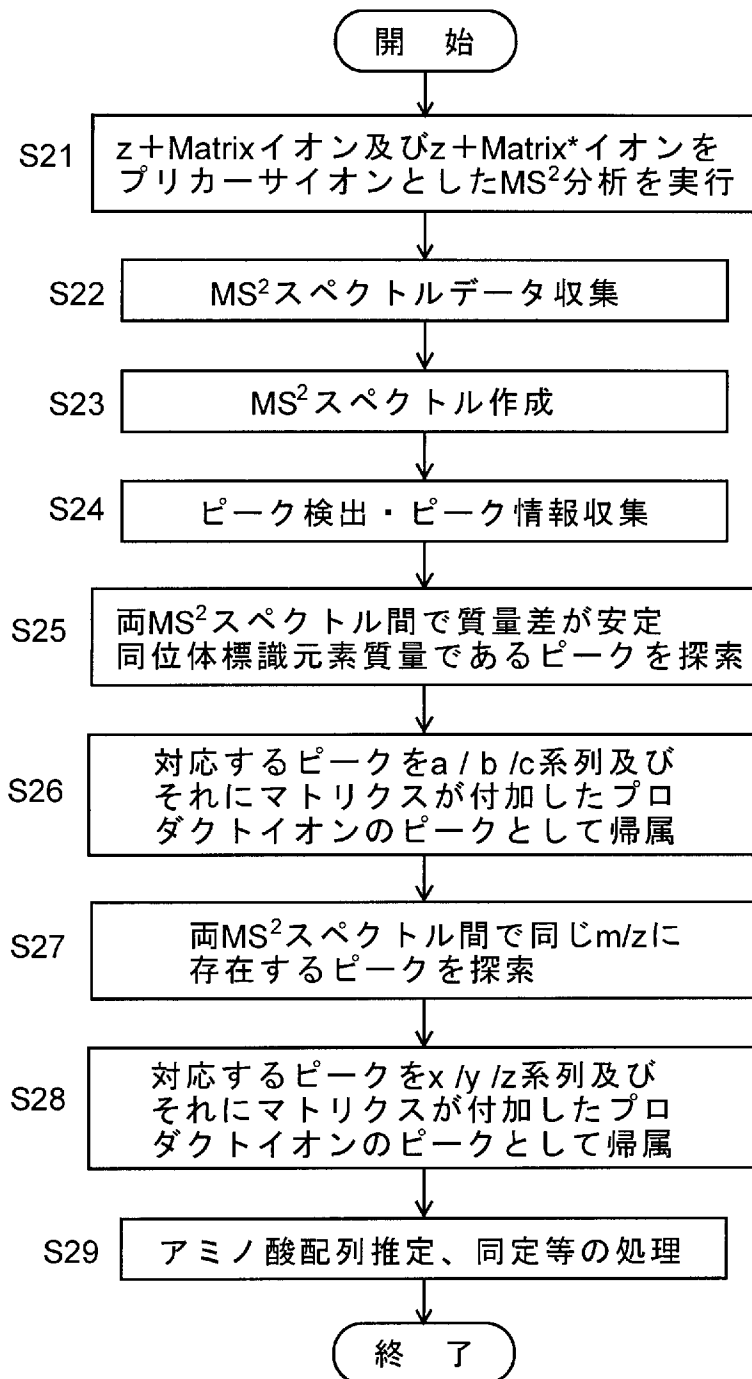 開 始
S21
z+Matrixイオン及びz+Matrix*イオンを
プリカーサイオンとしたMS²分析を実行
S22
MS²スペクトルデータ収集
S23
MS²スペクトル作成
S24
ピーク検出・ピーク情報収集
S25
両MS²スペクトル間で質量差が安定
同位体標識元素質量であるピークを探索
S26
対応するピークをa / b /c系列及び
それにマトリクスが付加したプロ
ダクトイオンのピークとして帰属
S27
両MS²スペクトル間で同じm/zに
存在するピークを探索
S28
対応するピークをx /y /z系列及び
それにマトリクスが付加したプロ
ダクトイオンのピークとして帰属
S29
アミノ酸配列推定、同定等の処理
終 了